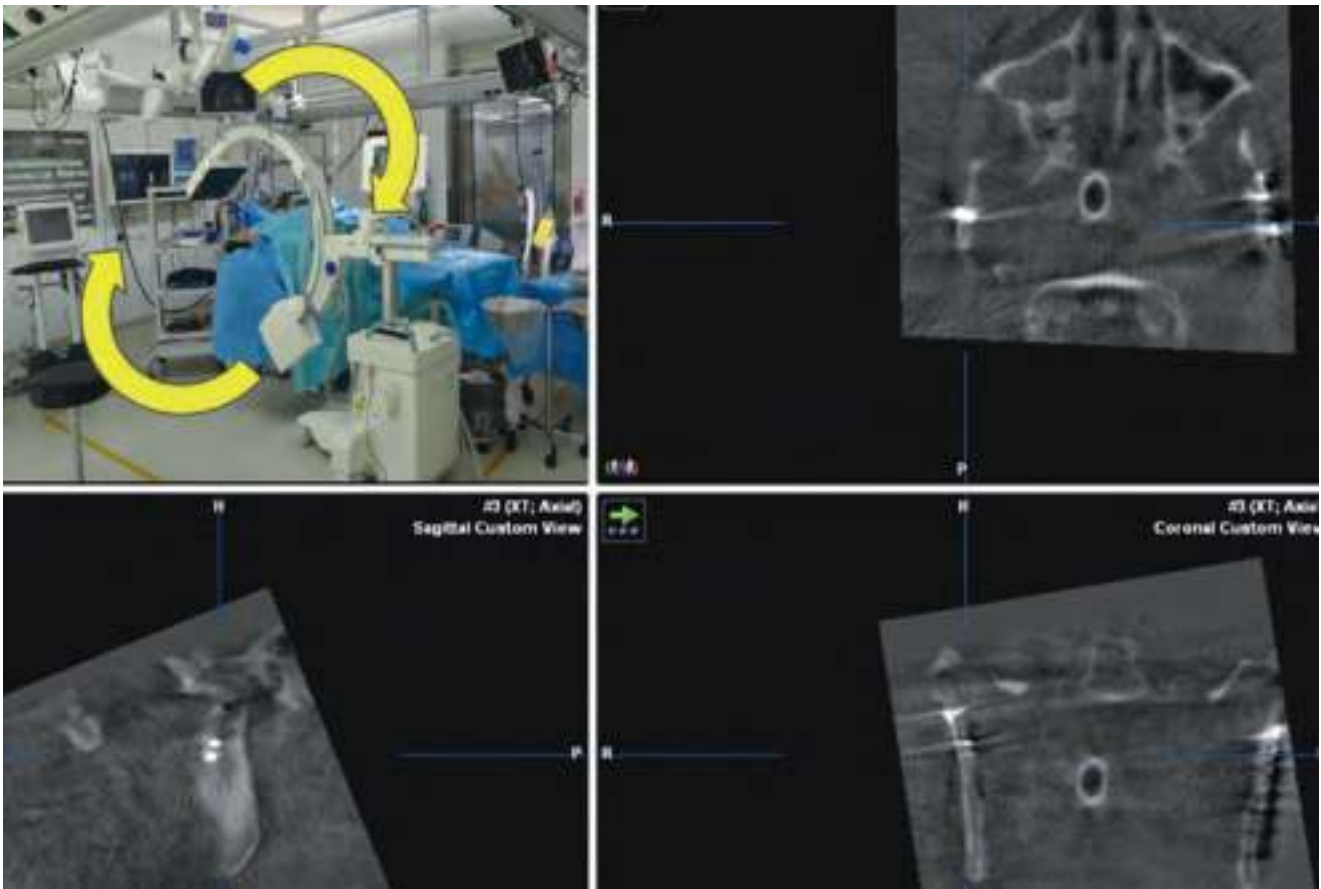 R
P
H
#3 (XT; Axial)
Sagittal Custom View
P
H
#3 (XT; Axial
Coronal Custom View
R